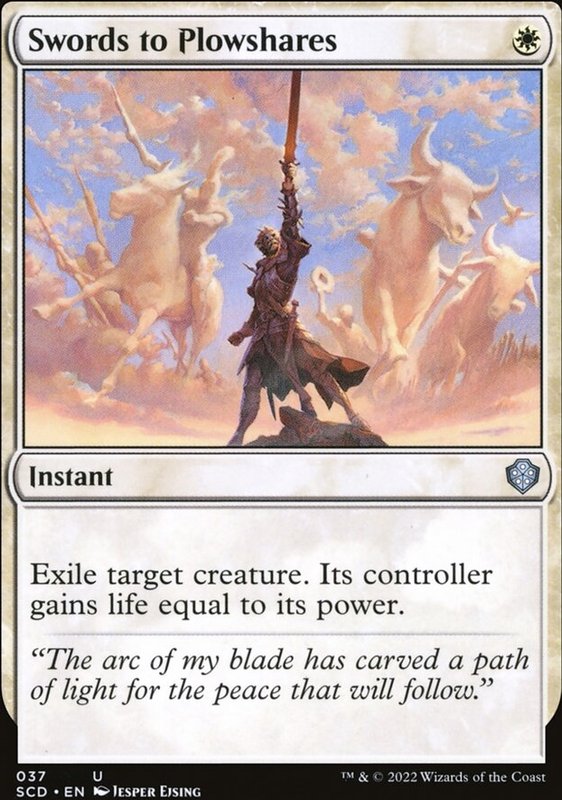 Swords to Plowshares
Instant
Exile target creature. Its controller
gains life equal to its power.
“The arc of my blade has carved a path
of light for the peace that will follow.”
037 U
SCD • EN Jesper Ejsing
™ & © 2022 Wizards of the Coast